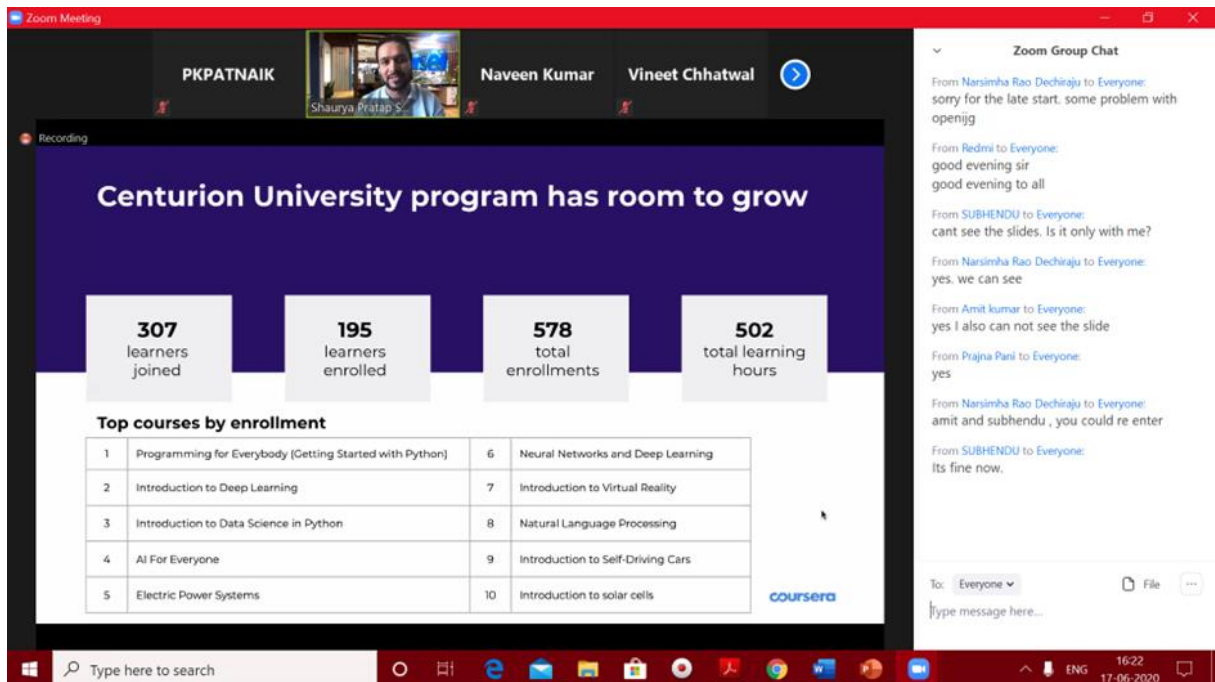 Zoom Meeting
PKPATNAIK
Shaurya Pratap S...
Naveen Kumar
Vineet Chhatwal
Recording
Centurion University program has room to grow
307
learners
joined
195
learners
enrolled
578
total
enrollments
502
total learning
hours
Top courses by enrollment
1 Programming for Everybody (Getting Started with Python)
2 Introduction to Deep Learning
3 Introduction to Data Science in Python
4 AI For Everyone
5 Electric Power Systems
6 Neural Networks and Deep Learning
7 Introduction to Virtual Reality
8 Natural Language Processing
9 Introduction to Self-Driving Cars
10 Introduction to solar cells
coursera
Zoom Group Chat
From Narsimha Rao Dechiraju to Everyone:
sorry for the late start. some problem with
openijg
From Redmi to Everyone:
good evening sir
good evening to all
From SUBHENDU to Everyone:
cant see the slides. Is it only with me?
From Narsimha Rao Dechiraju to Everyone:
yes. we can see
From Amit kumar to Everyone:
yes I also can not see the slide
From Prajna Pani to Everyone:
yes
From Narsimha Rao Dechiraju to Everyone:
amit and subhendu , you could re enter
From SUBHENDU to Everyone:
Its fine now.
To: Everyone
File
Type message here...
Type here to search
ENG
16:22
17-06-2020